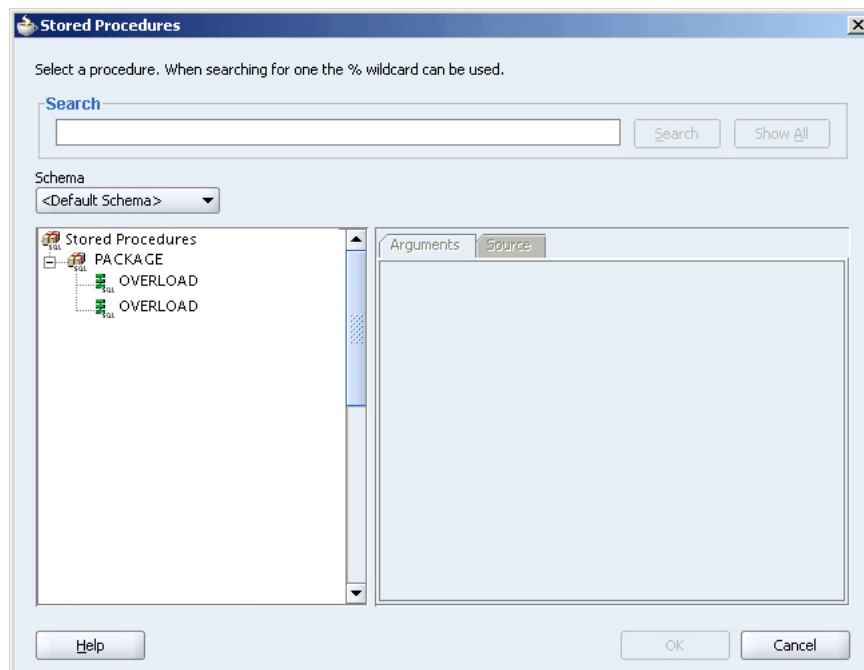 Stored Procedures
Select a procedure. When searching for one the % wildcard can be used.
Search
Search Show All
Schema
<Default Schema>
Stored Procedures
PACKAGE
OVERLOAD
OVERLOAD
Arguments Source
Help OK Cancel